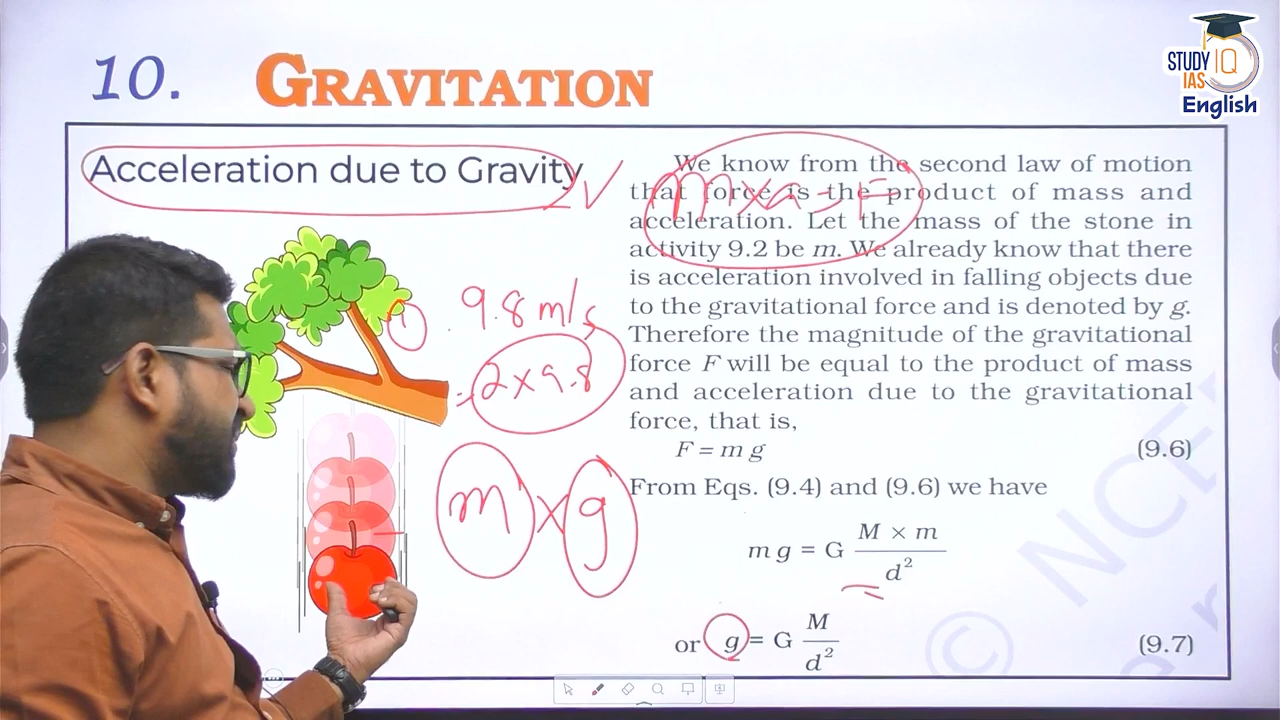 10. GRAVITATION
STUDY IQ
IAS
English
Acceleration due to Gravity
We know from the second law of motion
that force is the product of mass and
acceleration. Let the mass of the stone in
activity 9.2 be m. We already know that there
is acceleration involved in falling objects due
to the gravitational force and is denoted by g.
Therefore the magnitude of the gravitational
force F will be equal to the product of mass
and acceleration due to the gravitational
force, that is,
F = m g (9.6)
From Eqs. (9.4) and (9.6) we have
m g = G M × m / d²
or g = G M / d² (9.7)
m×a=F
9.8 m/s
= 2×9.8
m × g
© NCE